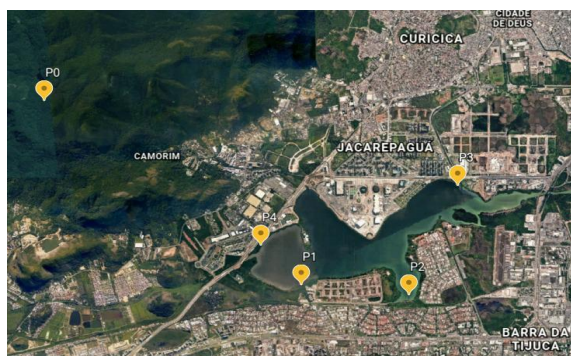 CIDADE
DE DEUS
CURICICA
P0
JACAREPAGUÁ
CAMORIM
P3
P4
P1
P2
BARRA DA
TIJUCA